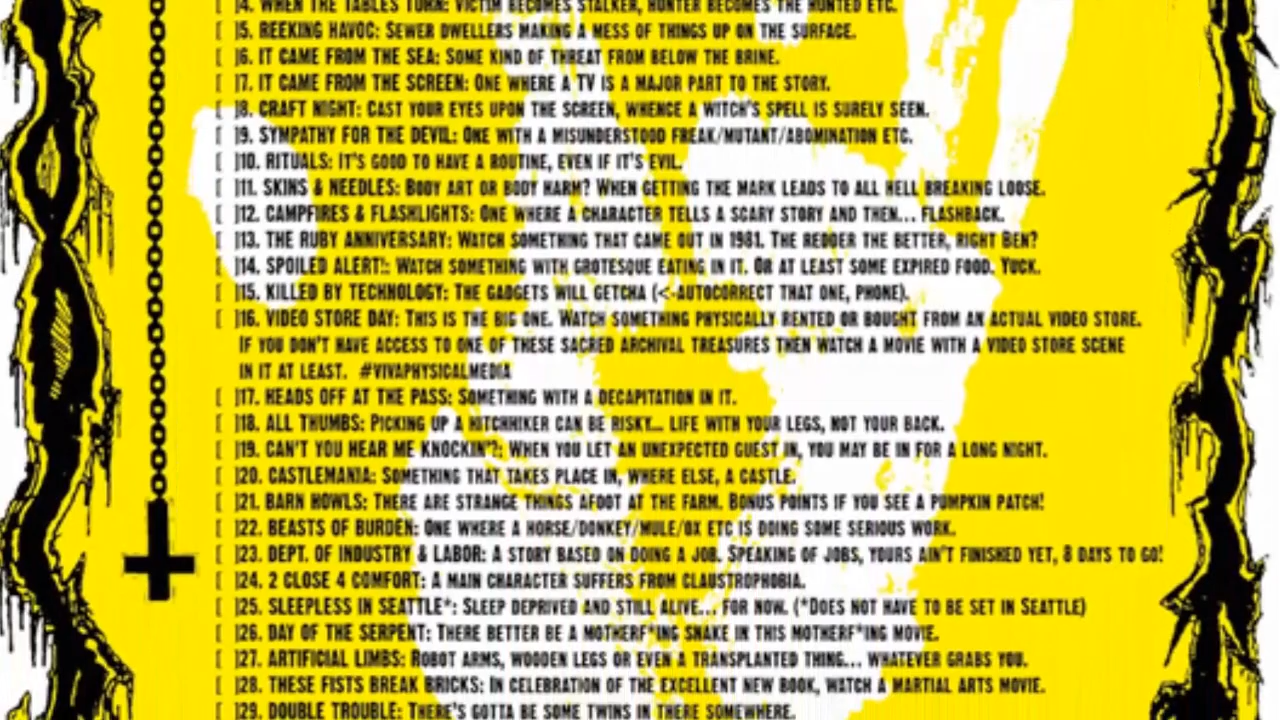 [ ]4. WHEN THE TABLES TURN: VICTIM BECOMES STALKER, HUNTER BECOMES THE HUNTED ETC.
[ ]5. REEKING HAVOC: SEWER DWELLERS MAKING A MESS OF THINGS UP ON THE SURFACE.
[ ]6. IT CAME FROM THE SEA: SOME KIND OF THREAT FROM BELOW THE BRINE.
[ ]7. IT CAME FROM THE SCREEN: ONE WHERE A TV IS A MAJOR PART TO THE STORY.
[ ]8. CRAFT NIGHT: CAST YOUR EYES UPON THE SCREEN, WHENCE A WITCH'S SPELL IS SURELY SEEN.
[ ]9. SYMPATHY FOR THE DEVIL: ONE WITH A MISUNDERSTOOD FREAK/MUTANT/ABOMINATION ETC.
[ ]10. RITUALS: IT'S GOOD TO HAVE A ROUTINE, EVEN IF IT'S EVIL.
[ ]11. SKINS & NEEDLES: BODY ART OR BODY HARM? WHEN GETTING THE MARK LEADS TO ALL HELL BREAKING LOOSE.
[ ]12. CAMPFIRES & FLASHLIGHTS: ONE WHERE A CHARACTER TELLS A SCARY STORY AND THEN... FLASHBACK.
[ ]13. THE RUBY ANNIVERSARY: WATCH SOMETHING THAT CAME OUT IN 1981. THE REDDER THE BETTER, RIGHT BEN?
[ ]14. SPOILED ALERT!: WATCH SOMETHING WITH GROTESQUE EATING IN IT. OR AT LEAST SOME EXPIRED FOOD. YUCK.
[ ]15. KILLED BY TECHNOLOGY: THE GADGETS WILL GETCHA (<-AUTOCORRECT THAT ONE, PHONE).
[ ]16. VIDEO STORE DAY: THIS IS THE BIG ONE. WATCH SOMETHING PHYSICALLY RENTED OR BOUGHT FROM AN ACTUAL VIDEO STORE.
IF YOU DON'T HAVE ACCESS TO ONE OF THESE SACRED ARCHIVAL TREASURES THEN WATCH A MOVIE WITH A VIDEO STORE SCENE
IN IT AT LEAST. #VIVAPHYSICALMEDIA
[ ]17. HEADS OFF AT THE PASS: SOMETHING WITH A DECAPITATION IN IT.
[ ]18. ALL THUMBS: PICKING UP A HITCHHIKER CAN BE RISKY... LIFE WITH YOUR LEGS, NOT YOUR BACK.
[ ]19. CAN'T YOU HEAR ME KNOCKIN'?: WHEN YOU LET AN UNEXPECTED GUEST IN, YOU MAY BE IN FOR A LONG NIGHT.
[ ]20. CASTLEMANIA: SOMETHING THAT TAKES PLACE IN, WHERE ELSE, A CASTLE.
[ ]21. BARN HOWLS: THERE ARE STRANGE THINGS AFOOT AT THE FARM. BONUS POINTS IF YOU SEE A PUMPKIN PATCH!
[ ]22. BEASTS OF BURDEN: ONE WHERE A HORSE/DONKEY/MULE/OX ETC IS DOING SOME SERIOUS WORK.
[ ]23. DEPT. OF INDUSTRY & LABOR: A STORY BASED ON DOING A JOB. SPEAKING OF JOBS, YOURS AIN'T FINISHED YET, 8 DAYS TO GO!
[ ]24. 2 CLOSE 4 COMFORT: A MAIN CHARACTER SUFFERS FROM CLAUSTROPHOBIA.
[ ]25. SLEEPLESS IN SEATTLE*: SLEEP DEPRIVED AND STILL ALIVE... FOR NOW. (*DOES NOT HAVE TO BE SET IN SEATTLE)
[ ]26. DAY OF THE SERPENT: THERE BETTER BE A MOTHERF*ING SNAKE IN THIS MOTHERF*ING MOVIE.
[ ]27. ARTIFICIAL LIMBS: ROBOT ARMS, WOODEN LEGS OR EVEN A TRANSPLANTED THING... WHATEVER GRABS YOU.
[ ]28. THESE FISTS BREAK BRICKS: IN CELEBRATION OF THE EXCELLENT NEW BOOK, WATCH A MARTIAL ARTS MOVIE.
[ ]29. DOUBLE TROUBLE: THERE'S GOTTA BE SOME TWINS IN THERE SOMEWHERE.